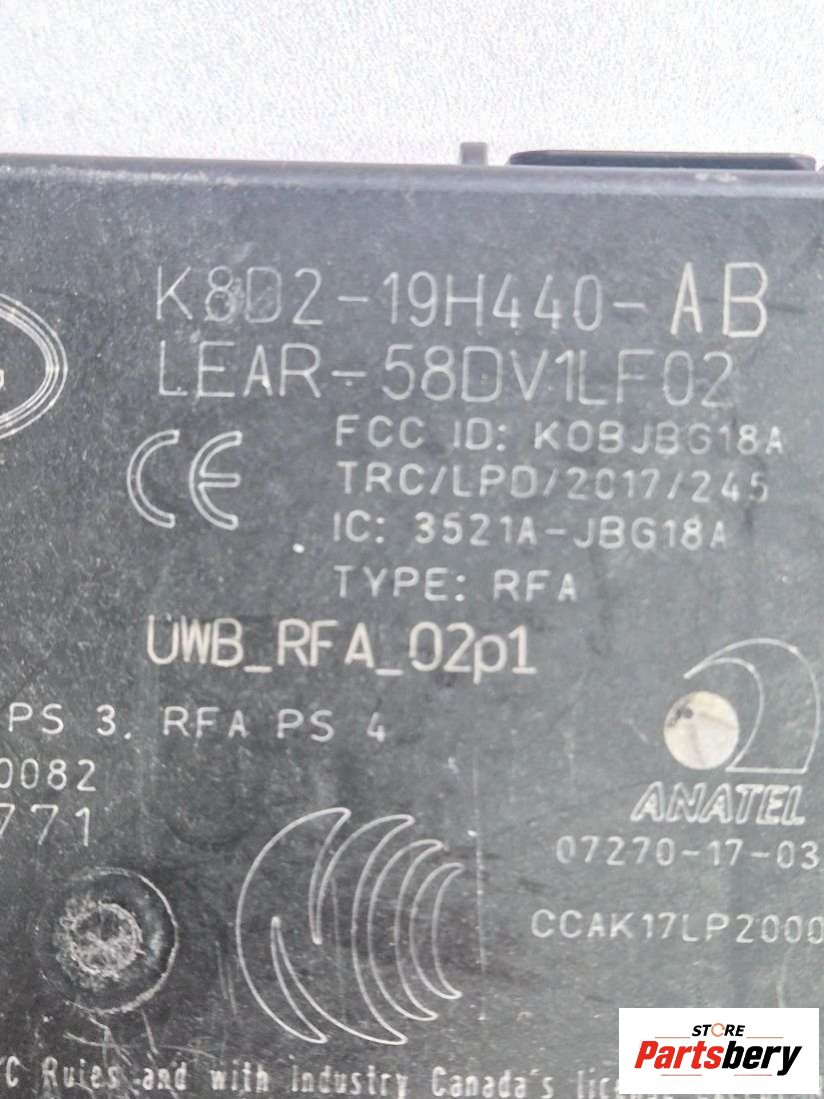 K8D2-19H440-AB
LEAR-58DV1LF02
CE
FCC ID: KOBJBG18A
TRC/LPD/2017/245
IC: 3521A-JBG18A
TYPE: RFA
UWB_RFA_02p1
PS 3. RFA PS 4
0082
771
ANATEL
07270-17-03
CCAK17LP2000
C Rules and with Industry Canada's
STORE
Partsbery